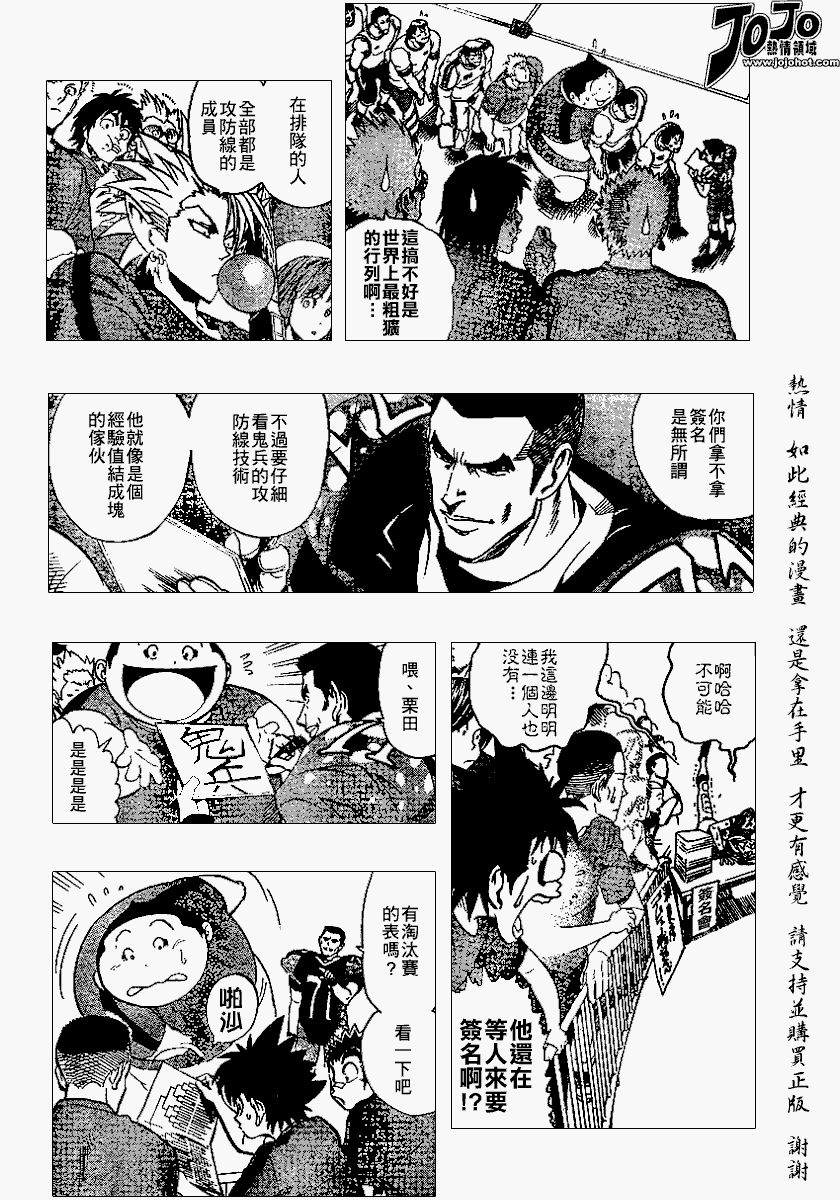 JOJO
熱情領域
www.jojohot.com
這搞不好是
世界上最粗獷
的行列啊…
在排隊的人
全部都是
攻防線的
成員
你們拿不拿
簽名
是無所謂
不過要仔細
看鬼兵的攻
防線技術
他就像是個
經驗值結成塊
的傢伙
啊哈哈
不可能
我這邊明明
連一個人也
沒有…
簽名會
他還在
等人來要
簽名啊!?
喂、栗田
鬼兵
是是是是
有淘汰賽
的表嗎？
看一下吧
啪沙
熱情 如此經典的漫畫 還是拿在手里 才更有感覺 請支持並購買正版 謝謝